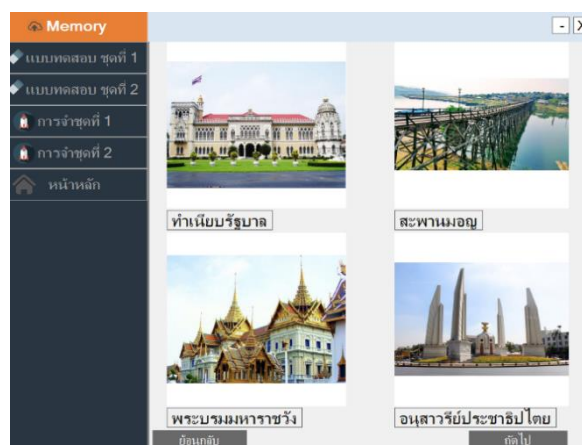 Memory
- X
แบบทดสอบ ชุดที่ 1
แบบทดสอบ ชุดที่ 2
การจำชุดที่ 1
การจำชุดที่ 2
หน้าหลัก
ทำเนียบรัฐบาล
สะพานมอญ
พระบรมมหาราชวัง
อนุสาวรีย์ประชาธิปไตย
ย้อนกลับ
ถัดไป